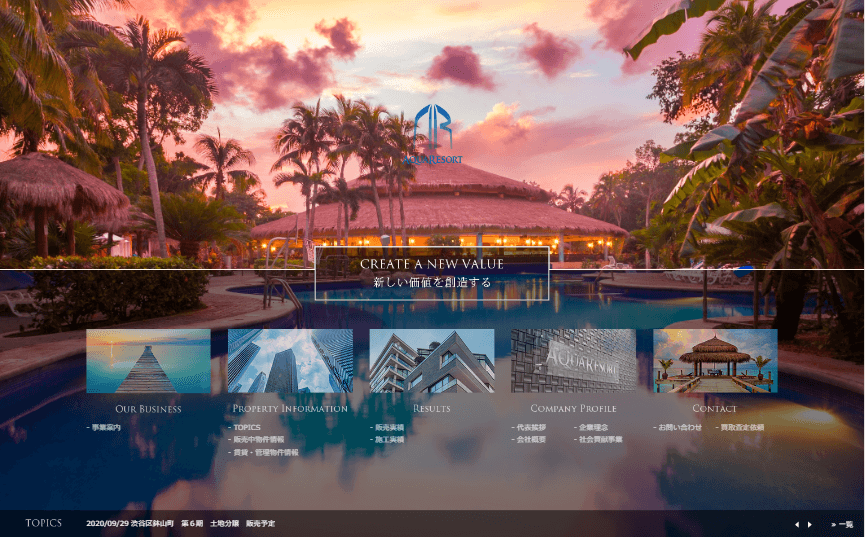 AQUARESORT
CREATE A NEW VALUE
新しい価値を創造する
AQUARESORT
OUR BUSINESS
- 事業案内
PROPERTY INFORMATION
- TOPICS
- 販売中物件情報
- 賃貸・管理物件情報
RESULTS
- 販売実績
- 施工実績
COMPANY PROFILE
- 代表挨拶 - 企業理念
- 会社概要 - 社会貢献事業
CONTACT
- お問い合わせ - 買取査定依頼
TOPICS 2020/09/29 渋谷区鉢山町 第６期 土地分譲 販売予定 » 一覧